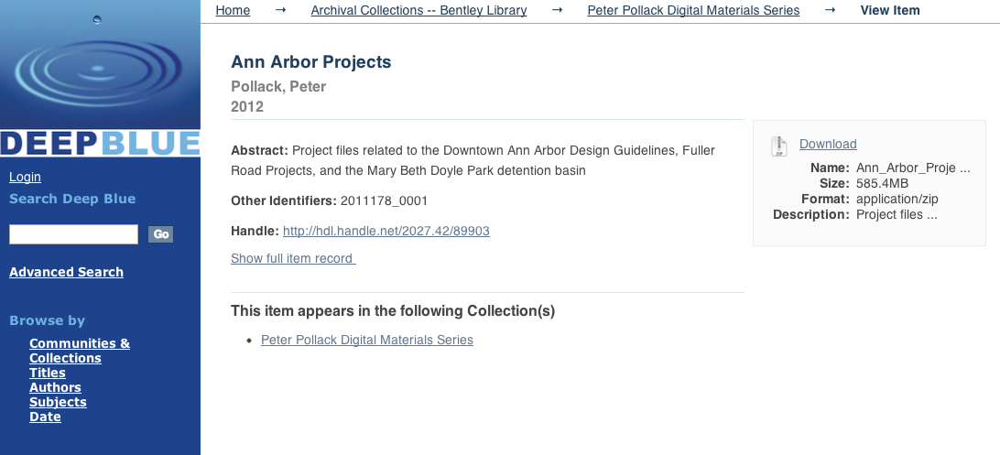 Home → Archival Collections -- Bentley Library → Peter Pollack Digital Materials Series → View Item
DEEPBLUE
Login
Search Deep Blue
Go
Advanced Search
Browse by
Communities &
Collections
Titles
Authors
Subjects
Date
Ann Arbor Projects
Pollack, Peter
2012
Abstract: Project files related to the Downtown Ann Arbor Design Guidelines, Fuller
Road Projects, and the Mary Beth Doyle Park detention basin
Other Identifiers: 2011178_0001
Handle: http://hdl.handle.net/2027.42/89903
Show full item record
This item appears in the following Collection(s)
• Peter Pollack Digital Materials Series
ZIP
Download
Name: Ann_Arbor_Proje ...
Size: 585.4MB
Format: application/zip
Description: Project files ...